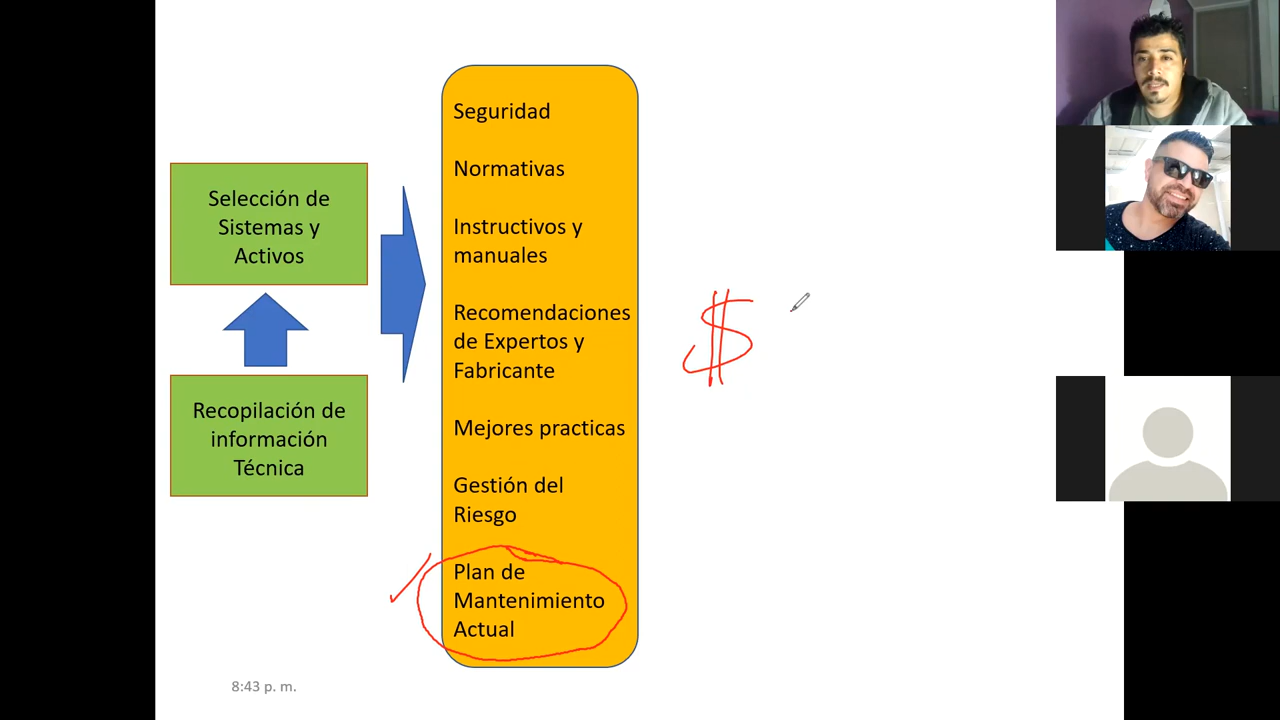 Selección de
Sistemas y
Activos
Recopilación de
información
Técnica
Seguridad
Normativas
Instructivos y
manuales
Recomendaciones
de Expertos y
Fabricante
Mejores practicas
Gestión del
Riesgo
Plan de
Mantenimiento
Actual
$
8:43 p. m.